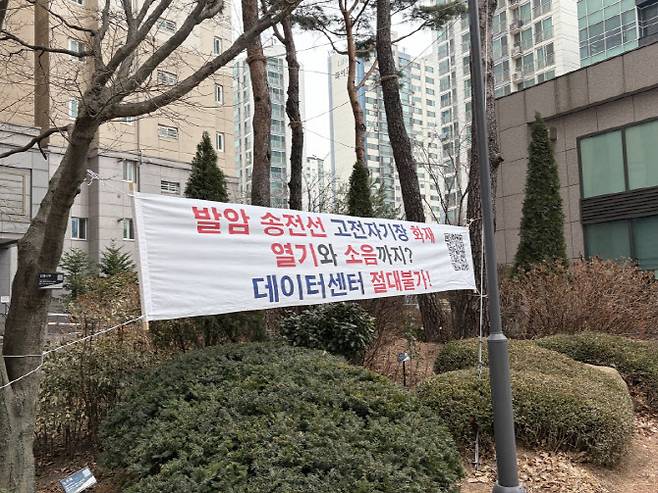 발암 송전선 고전자기장 화재
열기와 소음까지?
데이터센터 절대불가!